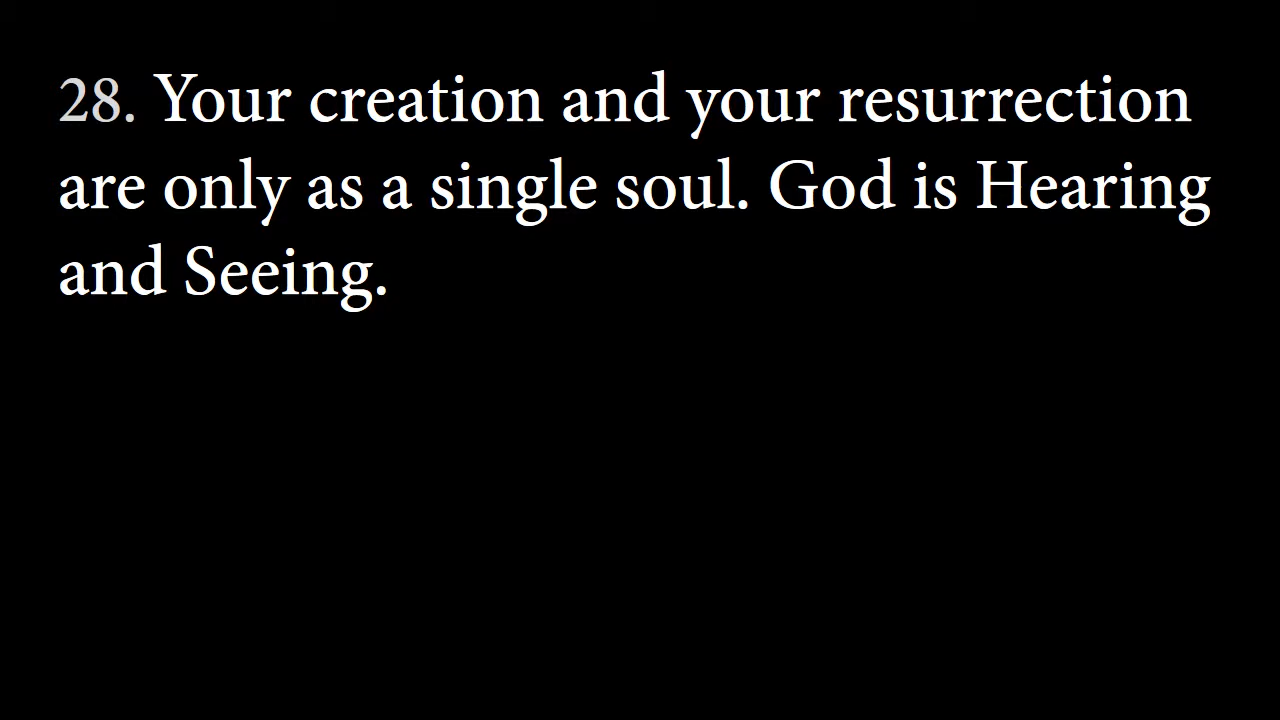 28. Your creation and your resurrection
are only as a single soul. God is Hearing
and Seeing.